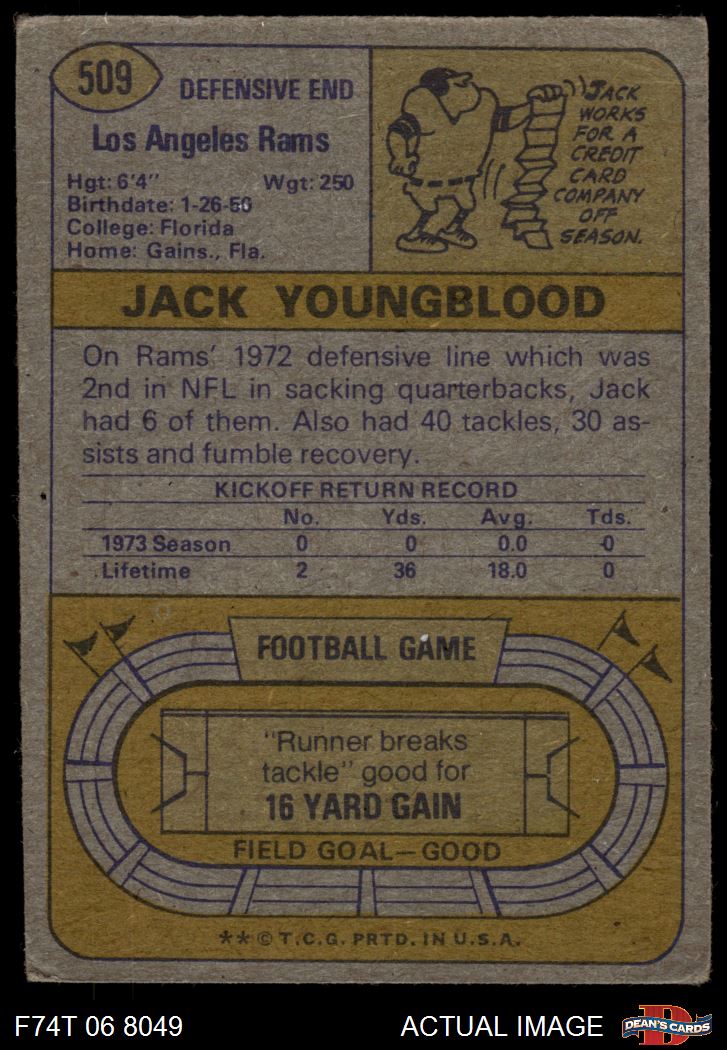 509
DEFENSIVE END
Los Angeles Rams
Hgt: 6'4" Wgt: 250
Birthdate: 1-26-50
College: Florida
Home: Gains., Fla.
JACK
WORKS
FOR A
CREDIT
CARD
COMPANY
OFF
SEASON.
JACK YOUNGBLOOD
On Rams' 1972 defensive line which was
2nd in NFL in sacking quarterbacks, Jack
had 6 of them. Also had 40 tackles, 30 as-
sists and fumble recovery.
KICKOFF RETURN RECORD
No. Yds. Avg. Tds.
1973 Season 0 0 0.0 0
Lifetime 2 36 18.0 0
FOOTBALL GAME
"Runner breaks
tackle" good for
16 YARD GAIN
FIELD GOAL—GOOD
** © T.C.G. PRTD. IN U.S.A.
F74T 06 8049 ACTUAL IMAGE
D
DEAN'S CARDS